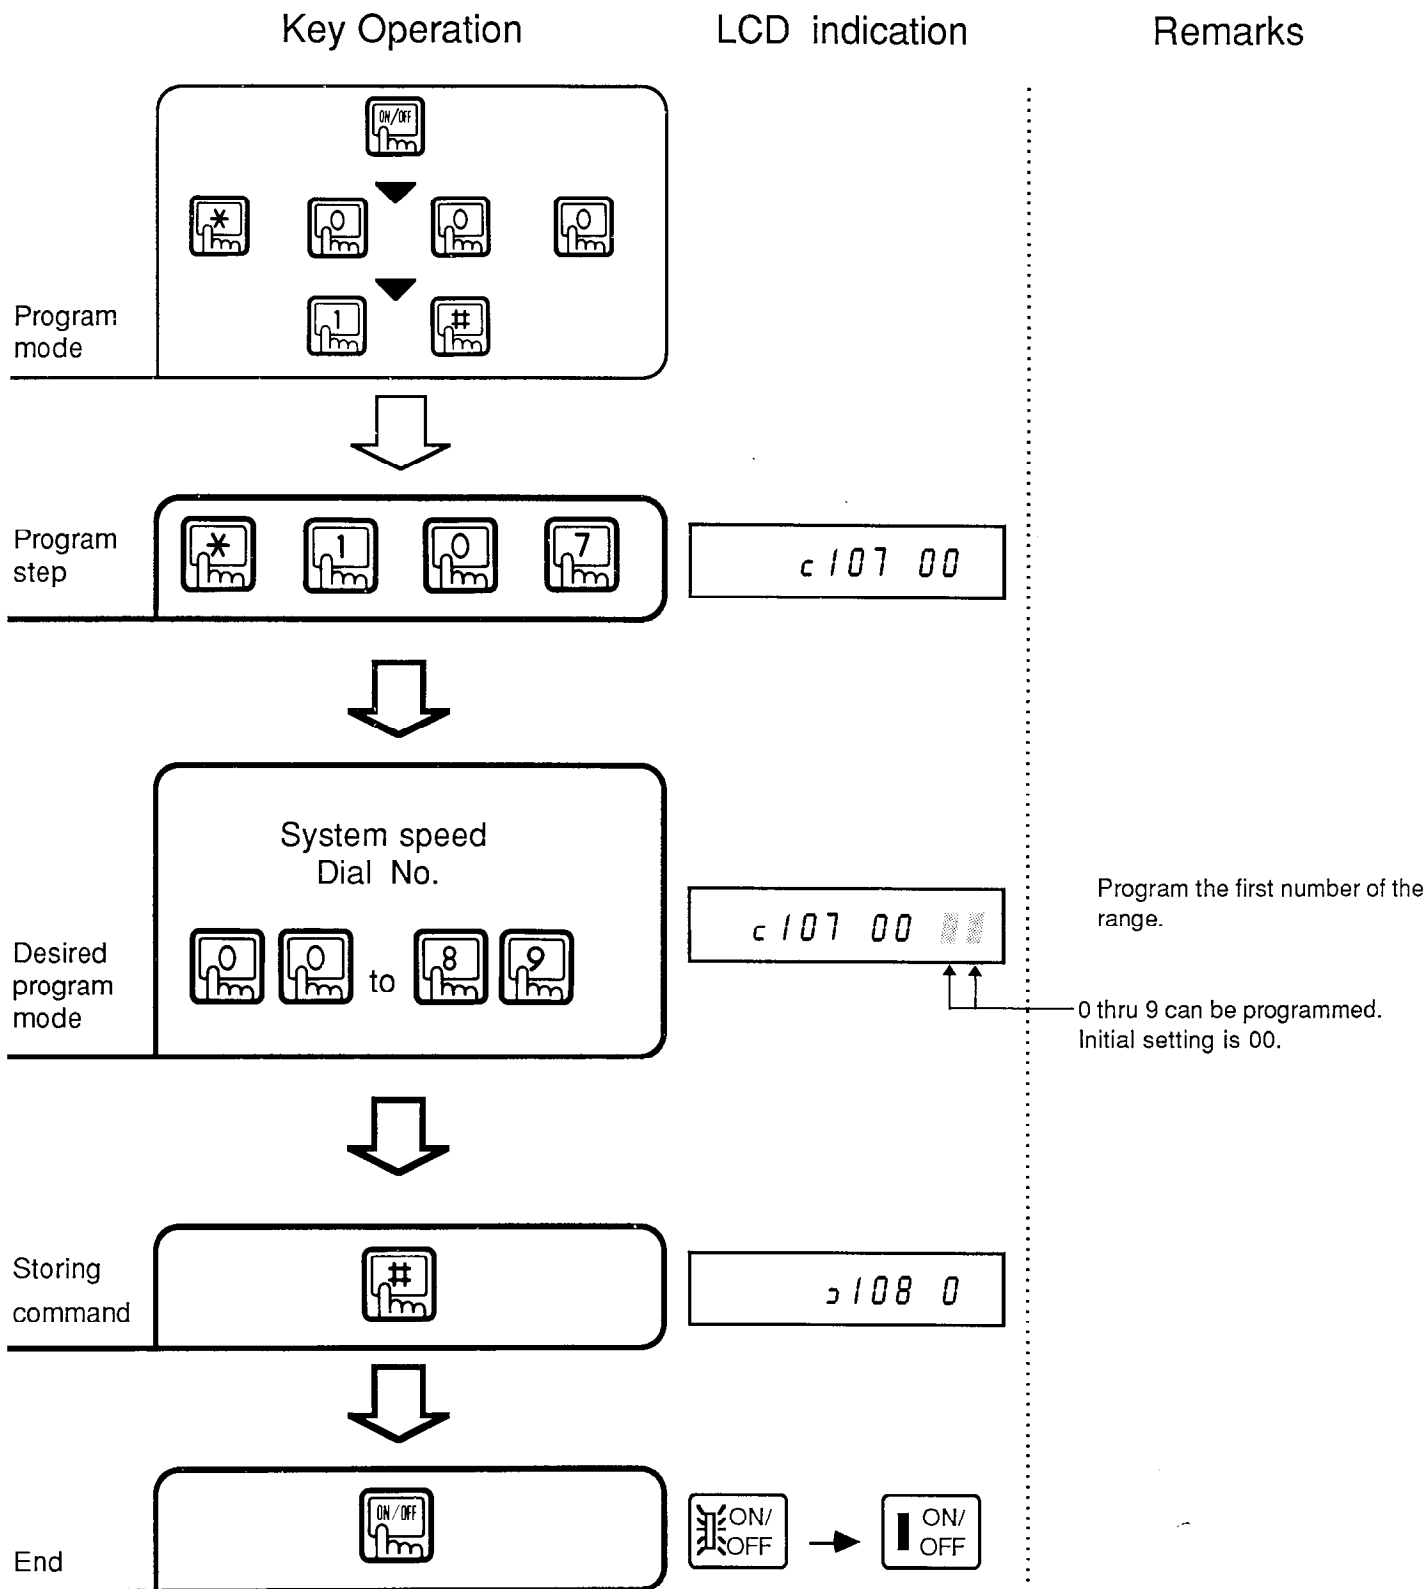 Key Operation LCD indication Remarks
ON/OFF
* 0 0 0
1 #
Program
mode
Program
step
* 1 0 7
c107 00
System speed
Dial No.
0 0 to 8 9
Desired
program
mode
c107 00
Program the first number of the
range.
0 thru 9 can be programmed.
Initial setting is 00.
Storing
command
#
ɔ108 0
End
ON/OFF
ON/
OFF
ON/
OFF